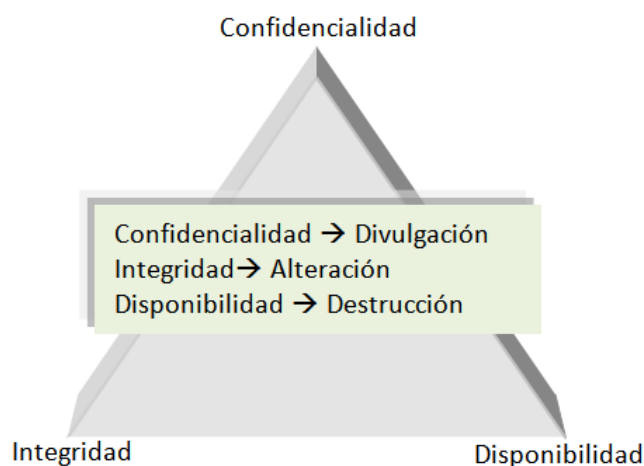 Confidencialidad
Confidencialidad → Divulgación
Integridad→ Alteración
Disponibilidad → Destrucción
Integridad
Disponibilidad